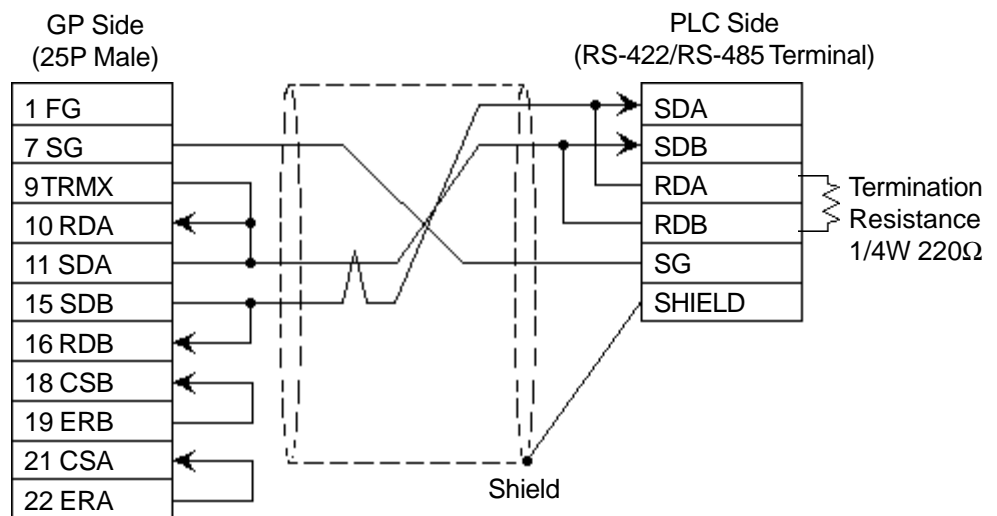 GP Side
(25P Male)
1 FG
7 SG
9 TRMX
10 RDA
11 SDA
15 SDB
16 RDB
18 CSB
19 ERB
21 CSA
22 ERA
Shield
PLC Side
(RS-422/RS-485 Terminal)
SDA
SDB
RDA
RDB
SG
SHIELD
Termination
Resistance
1/4W 220Ω